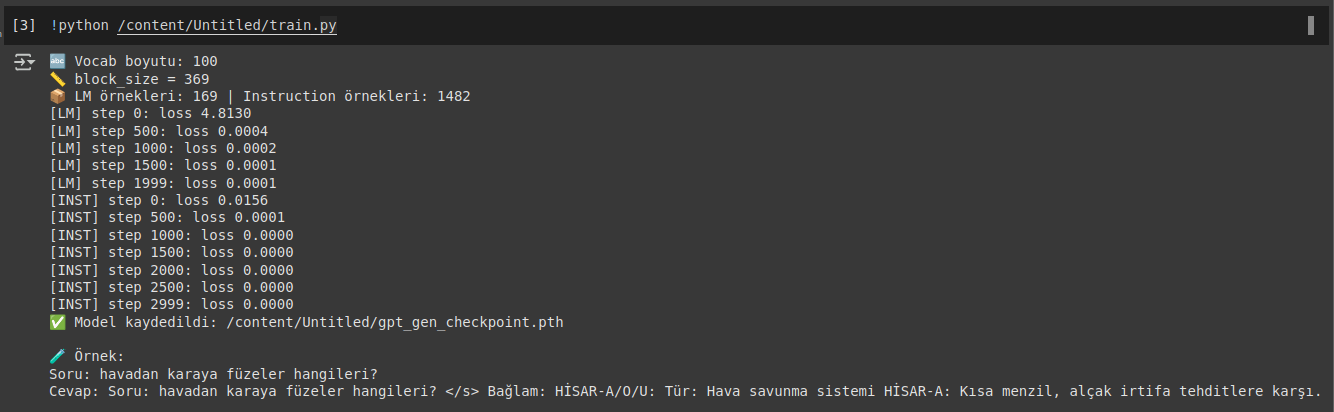 [3] !python /content/Untitled/train.py
Vocab boyutu: 100
block_size = 369
LM örnekleri: 169 | Instruction örnekleri: 1482
[LM] step 0: loss 4.8130
[LM] step 500: loss 0.0004
[LM] step 1000: loss 0.0002
[LM] step 1500: loss 0.0001
[LM] step 1999: loss 0.0001
[INST] step 0: loss 0.0156
[INST] step 500: loss 0.0001
[INST] step 1000: loss 0.0000
[INST] step 1500: loss 0.0000
[INST] step 2000: loss 0.0000
[INST] step 2500: loss 0.0000
[INST] step 2999: loss 0.0000
✅ Model kaydedildi: /content/Untitled/gpt_gen_checkpoint.pth
🧪 Örnek:
Soru: havadan karaya füzeler hangileri?
Cevap: Soru: havadan karaya füzeler hangileri? </s> Bağlam: HİSAR-A/O/U: Tür: Hava savunma sistemi HİSAR-A: Kısa menzil, alçak irtifa tehditlere karşı.